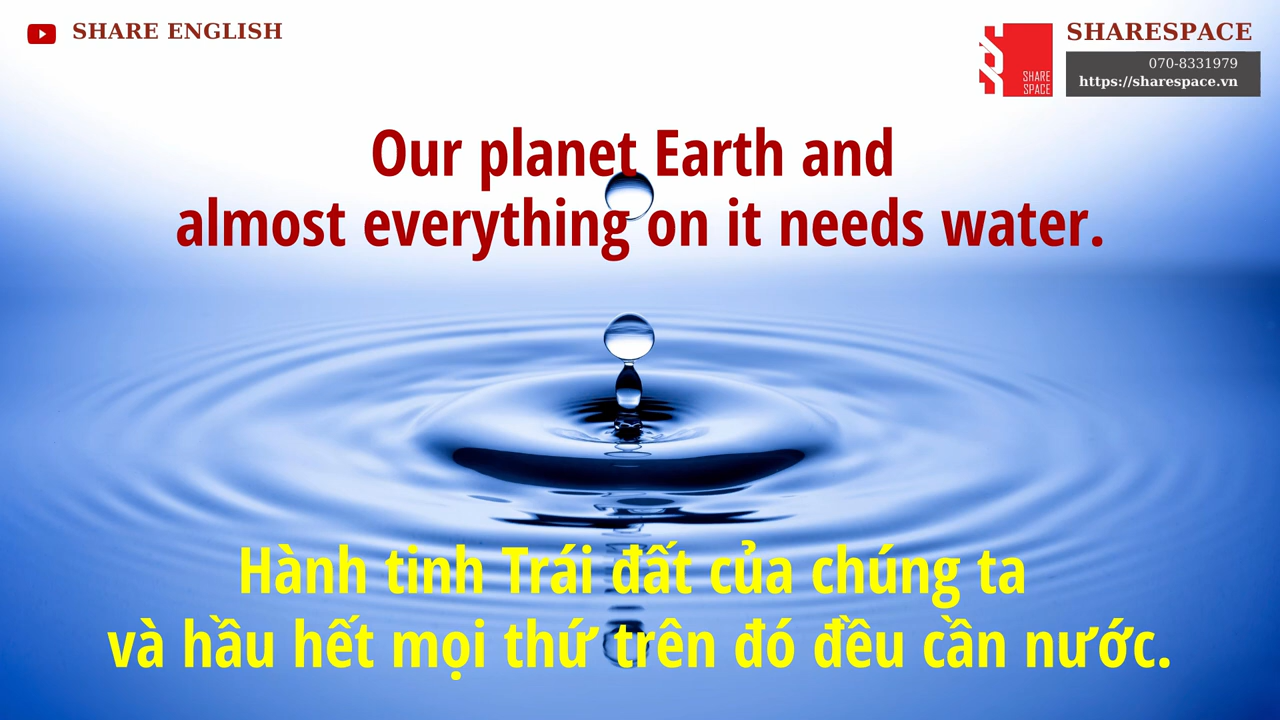 SHARE ENGLISH
SHARESPACE
070-8331979
https://sharespace.vn
SHARE
SPACE
Our planet Earth and
almost everything on it needs water.
Hành tinh Trái đất của chúng ta
và hầu hết mọi thứ trên đó đều cần nước.